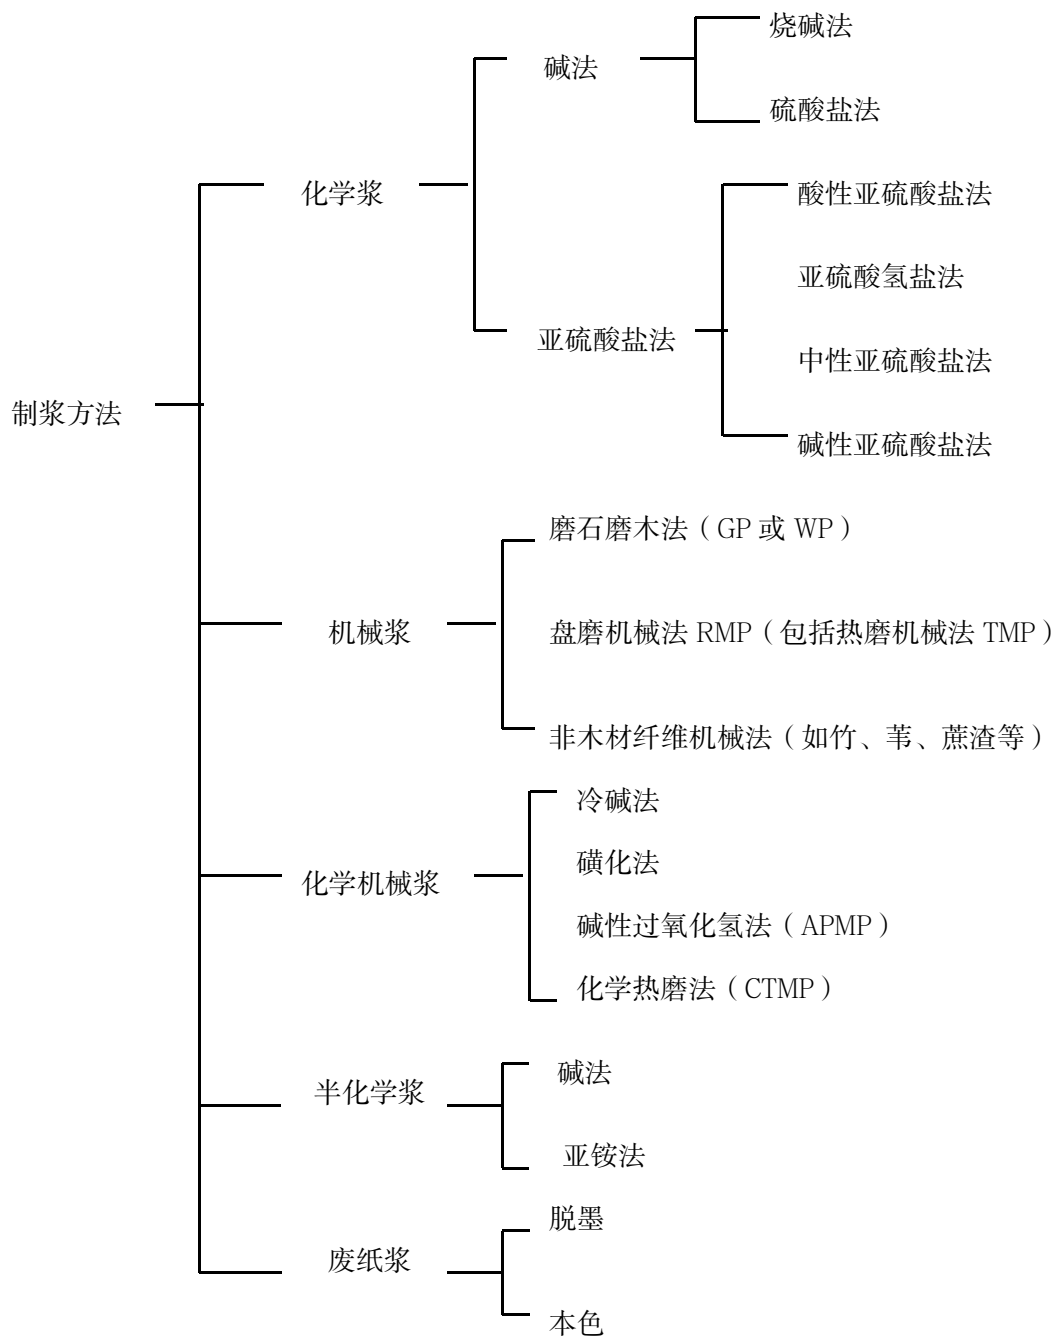 烧碱法
碱法
硫酸盐法
化学浆
酸性亚硫酸盐法
亚硫酸氢盐法
亚硫酸盐法
中性亚硫酸盐法
制浆方法
碱性亚硫酸盐法
磨石磨木法（GP 或 WP）
机械浆
盘磨机械法 RMP（包括热磨机械法 TMP）
非木材纤维机械法（如竹、苇、蔗渣等）
冷碱法
磺化法
化学机械浆
碱性过氧化氢法（APMP）
化学热磨法（CTMP）
碱法
半化学浆
亚铵法
脱墨
废纸浆
本色